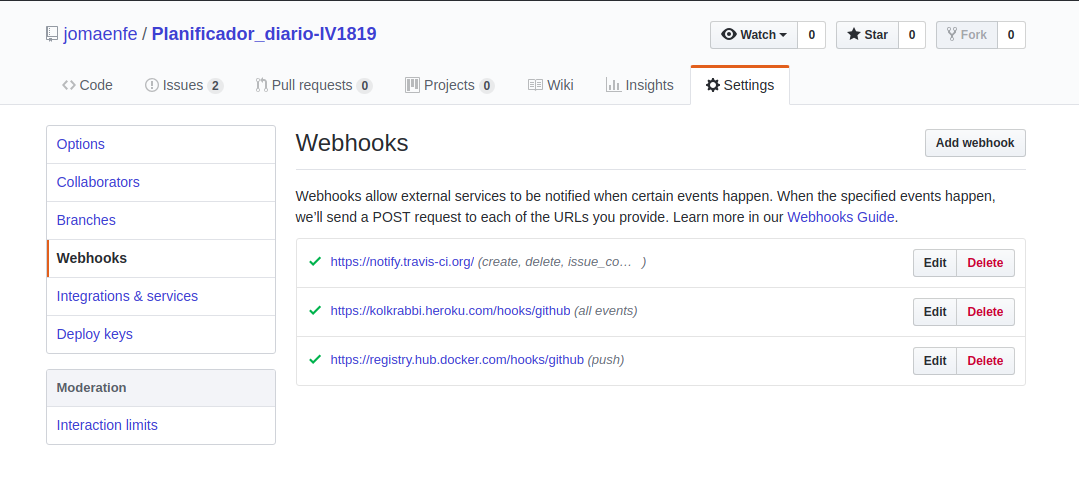 jomaenfe / Planificador_diario-IV1819
Watch 0 Star 0 Fork 0
Code Issues 2 Pull requests 0 Projects 0 Wiki Insights Settings
Options
Collaborators
Branches
Webhooks
Integrations & services
Deploy keys
Moderation
Interaction limits
Webhooks
Add webhook
Webhooks allow external services to be notified when certain events happen. When the specified events happen,
we'll send a POST request to each of the URLs you provide. Learn more in our Webhooks Guide.
https://notify.travis-ci.org/ (create, delete, issue_co… ) Edit Delete
https://kolkrabbi.heroku.com/hooks/github (all events) Edit Delete
https://registry.hub.docker.com/hooks/github (push) Edit Delete